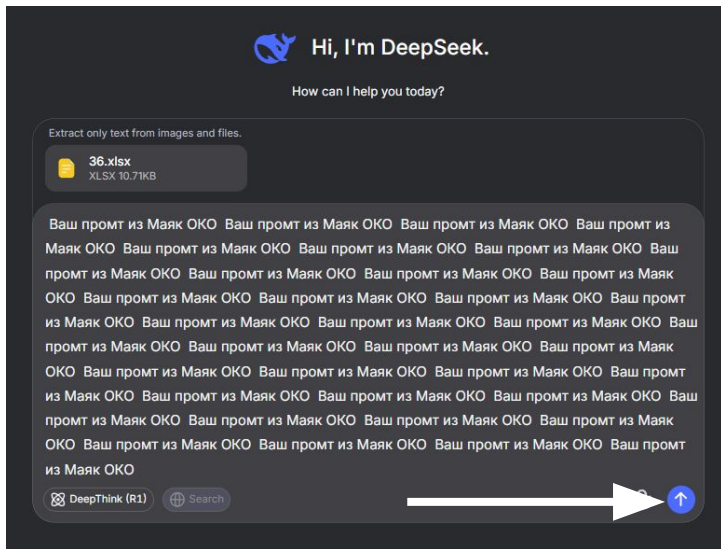 Hi, I'm DeepSeek.
How can I help you today?
Extract only text from images and files.
36.xlsx
XLSX 10.71KB
Ваш промт из Маяк ОКО Ваш промт из Маяк ОКО Ваш промт из Маяк ОКО Ваш промт из
Маяк ОКО Ваш промт из Маяк ОКО Ваш промт из Маяк ОКО Ваш промт из Маяк ОКО Ваш
промт из Маяк ОКО Ваш промт из Маяк ОКО Ваш промт из Маяк ОКО Ваш промт из Маяк
ОКО Ваш промт из Маяк ОКО Ваш промт из Маяк ОКО Ваш промт из Маяк ОКО Ваш промт
из Маяк ОКО Ваш промт из Маяк ОКО Ваш промт из Маяк ОКО Ваш промт из Маяк ОКО Ваш
промт из Маяк ОКО Ваш промт из Маяк ОКО Ваш промт из Маяк ОКО Ваш промт из Маяк
ОКО Ваш промт из Маяк ОКО Ваш промт из Маяк ОКО Ваш промт из Маяк ОКО Ваш промт
из Маяк ОКО Ваш промт из Маяк ОКО Ваш промт из Маяк ОКО Ваш промт из Маяк ОКО Ваш
промт из Маяк ОКО Ваш промт из Маяк ОКО Ваш промт из Маяк ОКО Ваш промт из Маяк
ОКО Ваш промт из Маяк ОКО Ваш промт из Маяк ОКО Ваш промт из Маяк ОКО Ваш промт
из Маяк ОКО
DeepThink (R1) Search